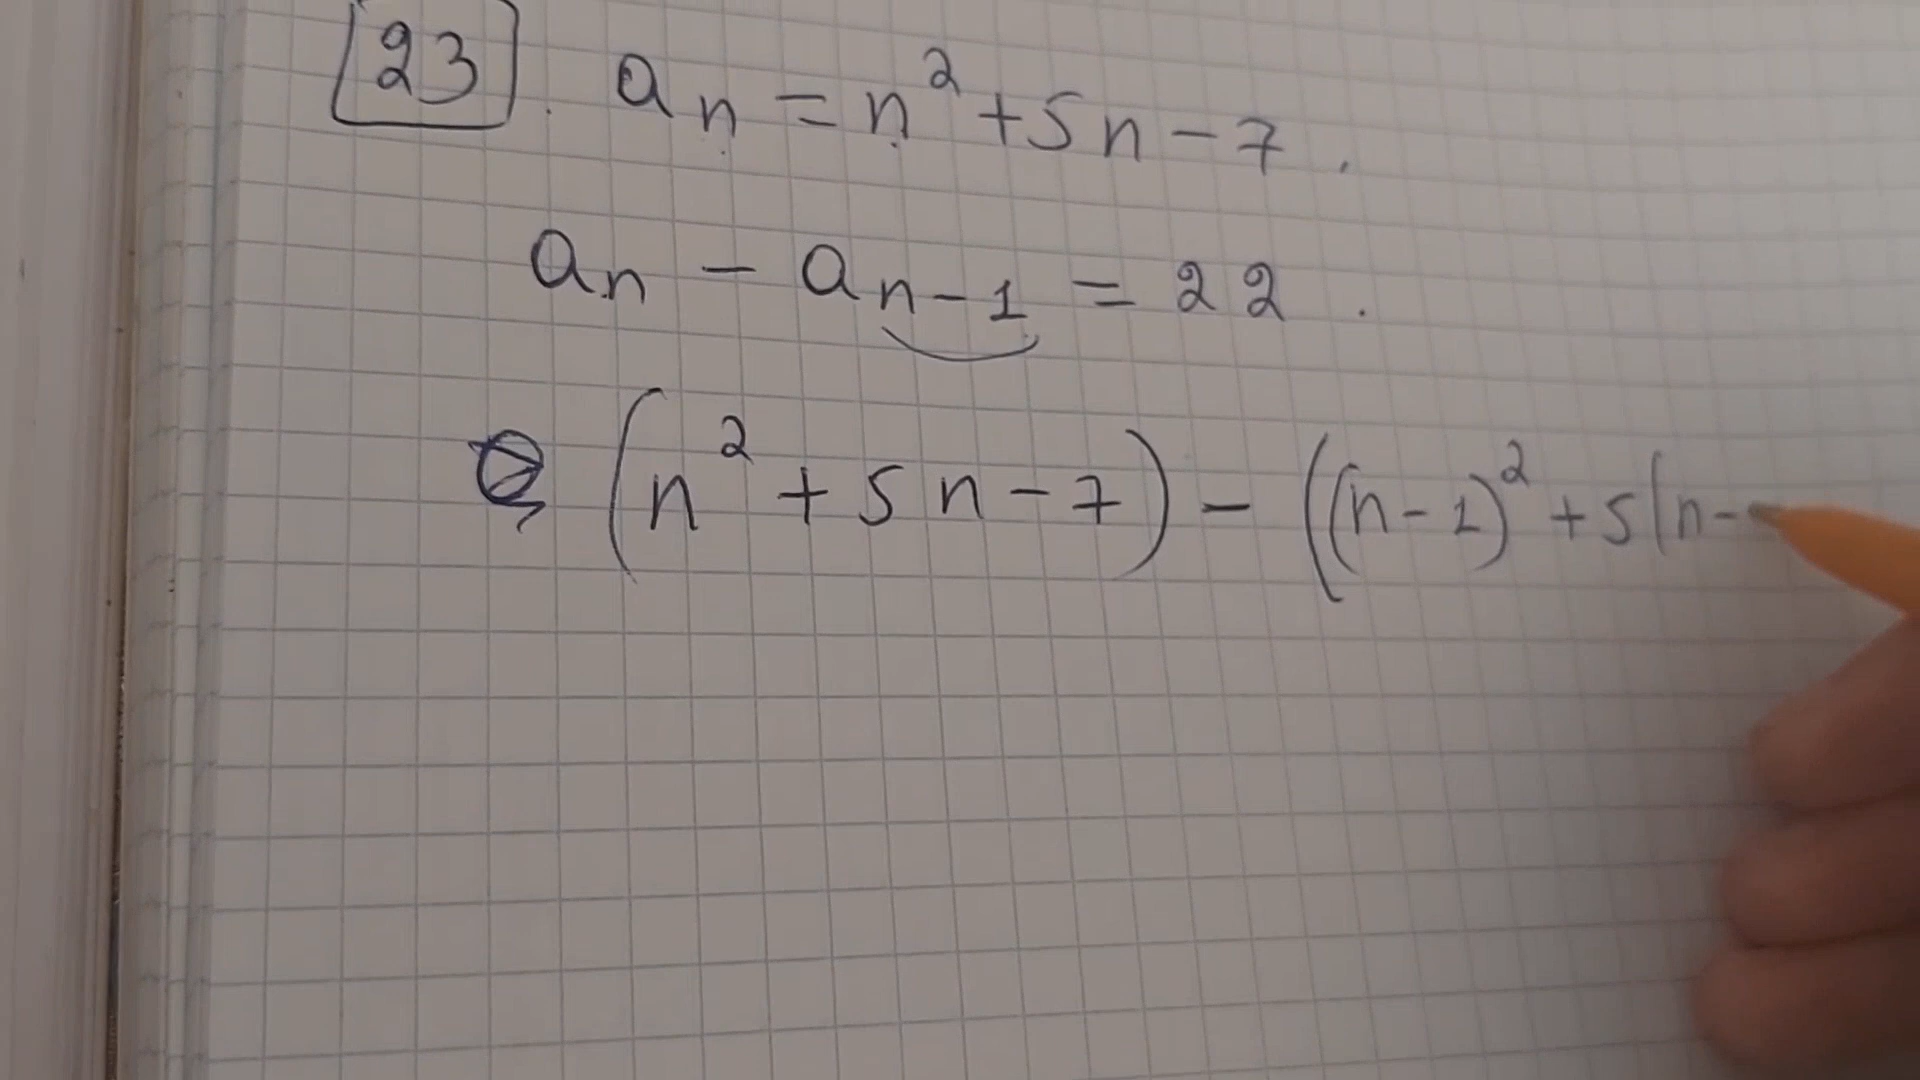 23. aₙ = n² + 5n - 7.
aₙ - aₙ₋₁ = 22.
(n² + 5n - 7) - ((n - 1)² + 5(n -